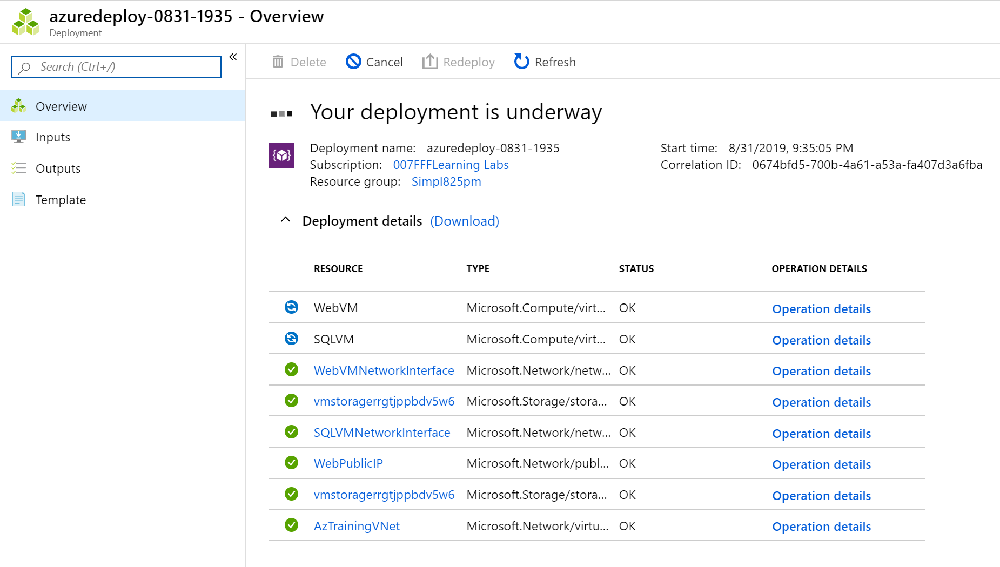 azuredeploy-0831-1935 - Overview
Deployment
Search (Ctrl+/)
«
Overview
Inputs
Outputs
Template
Delete Cancel Redeploy Refresh
Your deployment is underway
Deployment name: azuredeploy-0831-1935
Subscription: 007FFFLearning Labs
Resource group: Simpl825pm
Start time: 8/31/2019, 9:35:05 PM
Correlation ID: 0674bfd5-700b-4a61-a53a-fa407d3a6fba
Deployment details (Download)
RESOURCE TYPE STATUS OPERATION DETAILS
WebVM Microsoft.Compute/virt... OK Operation details
SQLVM Microsoft.Compute/virt... OK Operation details
WebVMNetworkInterface Microsoft.Network/netw... OK Operation details
vmstoragerrgtjppbdv5w6 Microsoft.Storage/stora... OK Operation details
SQLVMNetworkInterface Microsoft.Network/netw... OK Operation details
WebPublicIP Microsoft.Network/publ... OK Operation details
vmstoragerrgtjppbdv5w6 Microsoft.Storage/stora... OK Operation details
AzTrainingVNet Microsoft.Network/virtu... OK Operation details